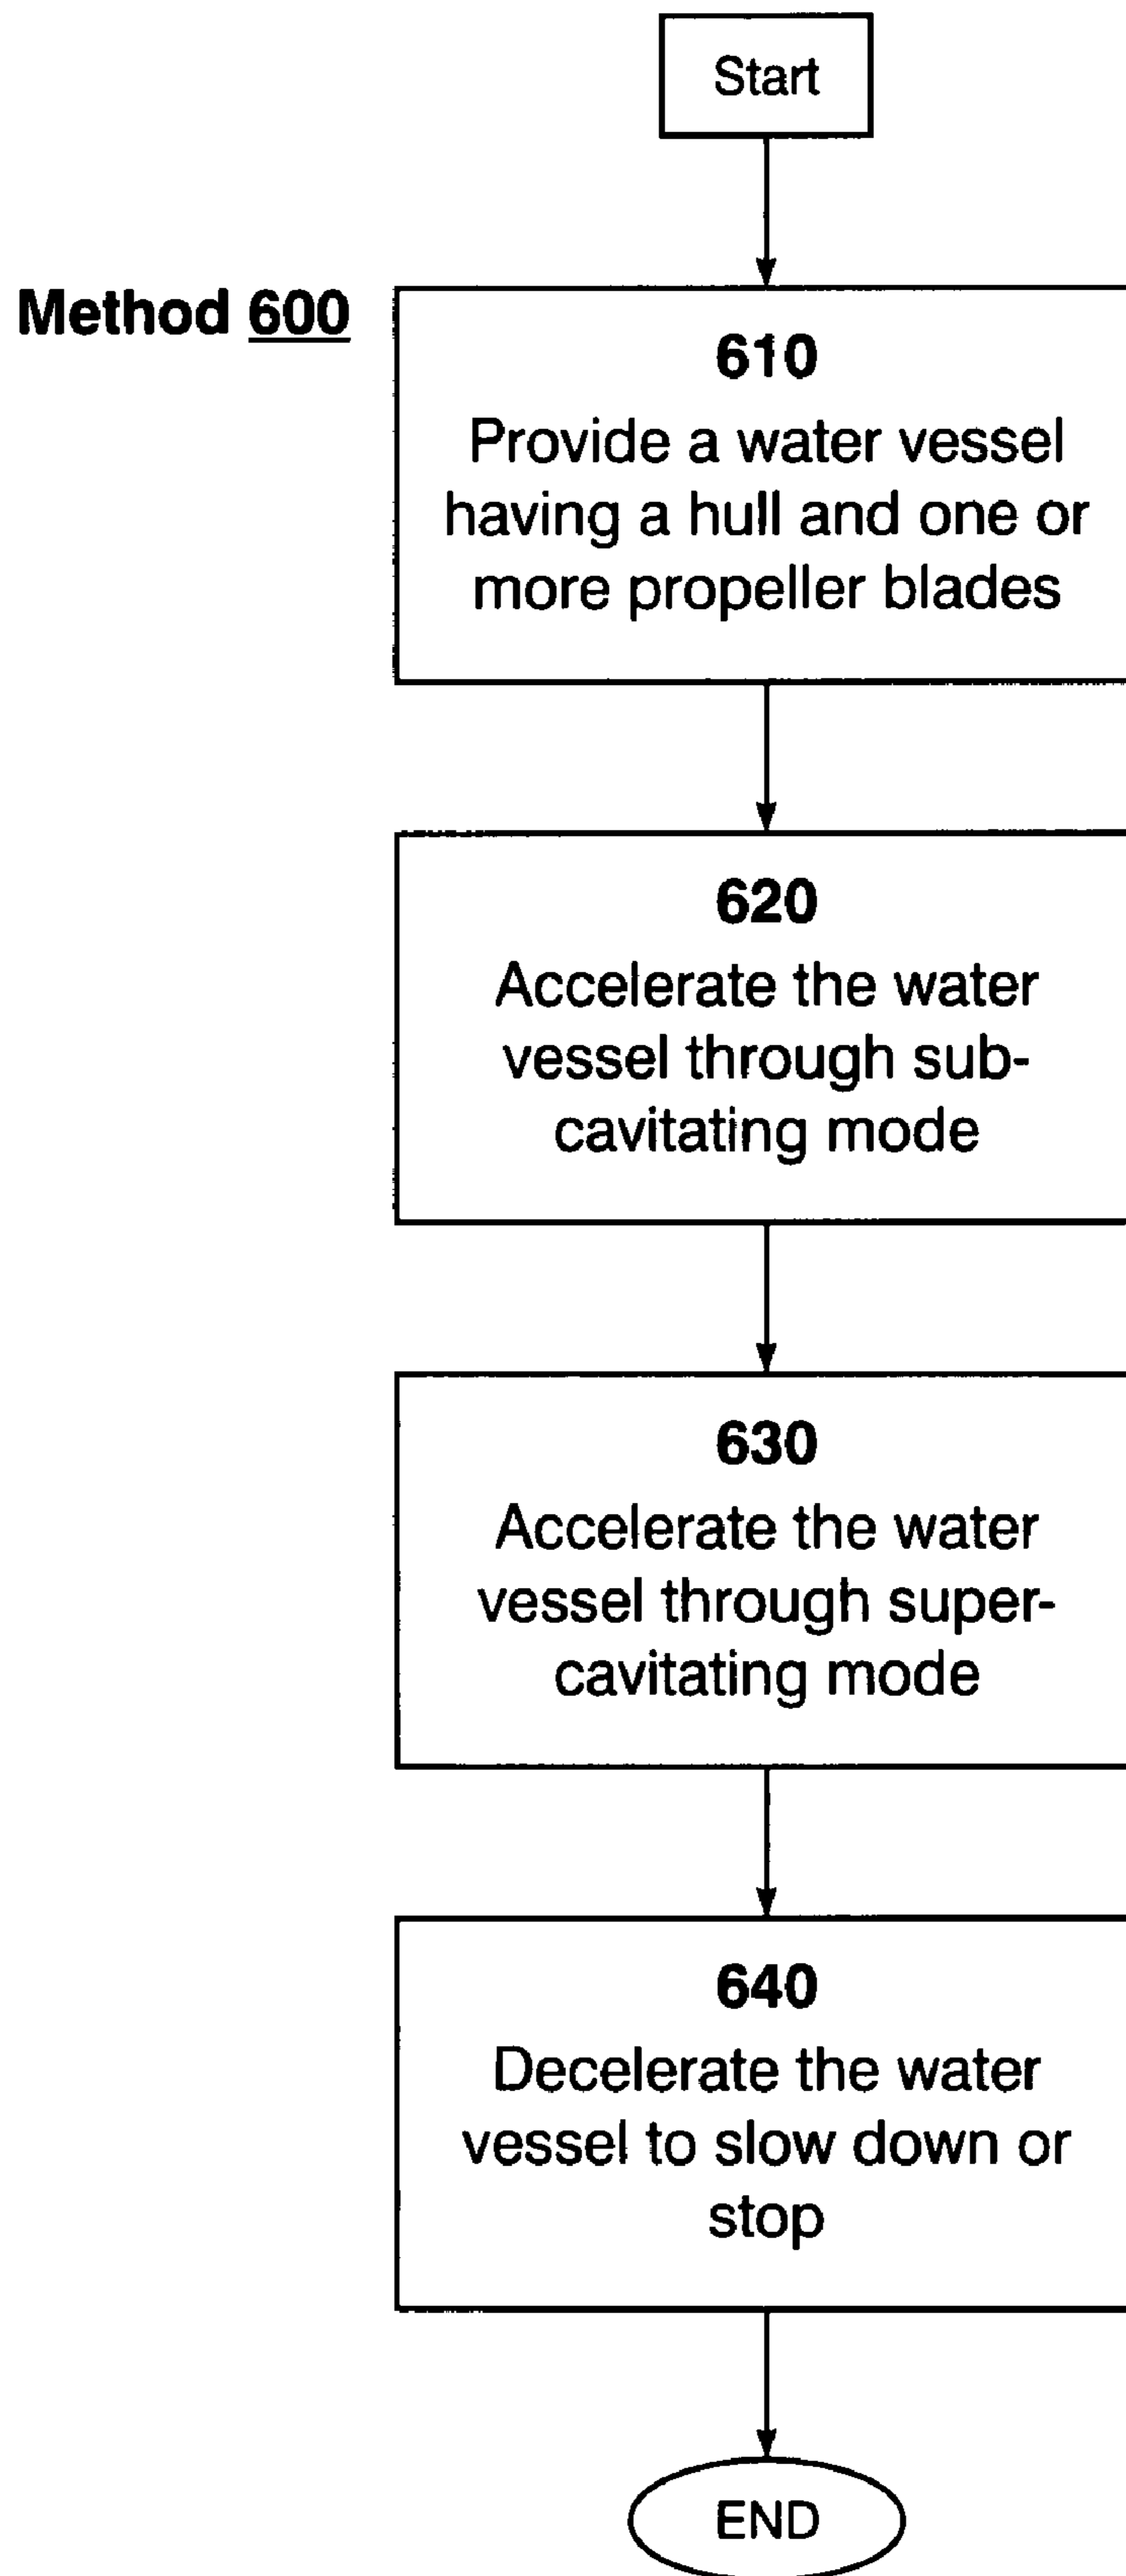 Start
Method 600
610
Provide a water vessel
having a hull and one or
more propeller blades
620
Accelerate the water
vessel through sub-
cavitating mode
630
Accelerate the water
vessel through super-
cavitating mode
640
Decelerate the water
vessel to slow down or
stop
END